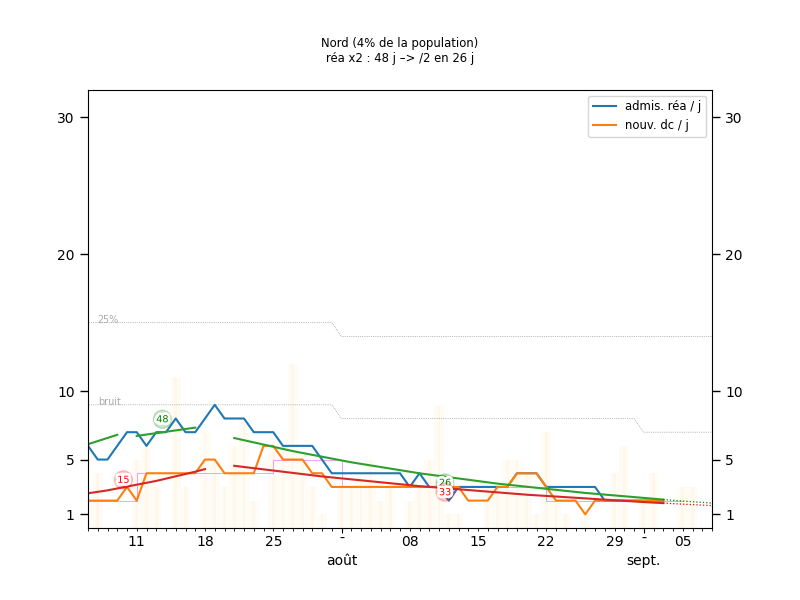 Nord (4% de la population)
réa x2 : 48 j –> /2 en 26 j
admis. réa / j
nouv. dc / j
30 30
20 20
25%
10 10
bruit
48
5 5
15
26
33
1 1
11 18 25 - 08 15 22 29 - 05
août sept.